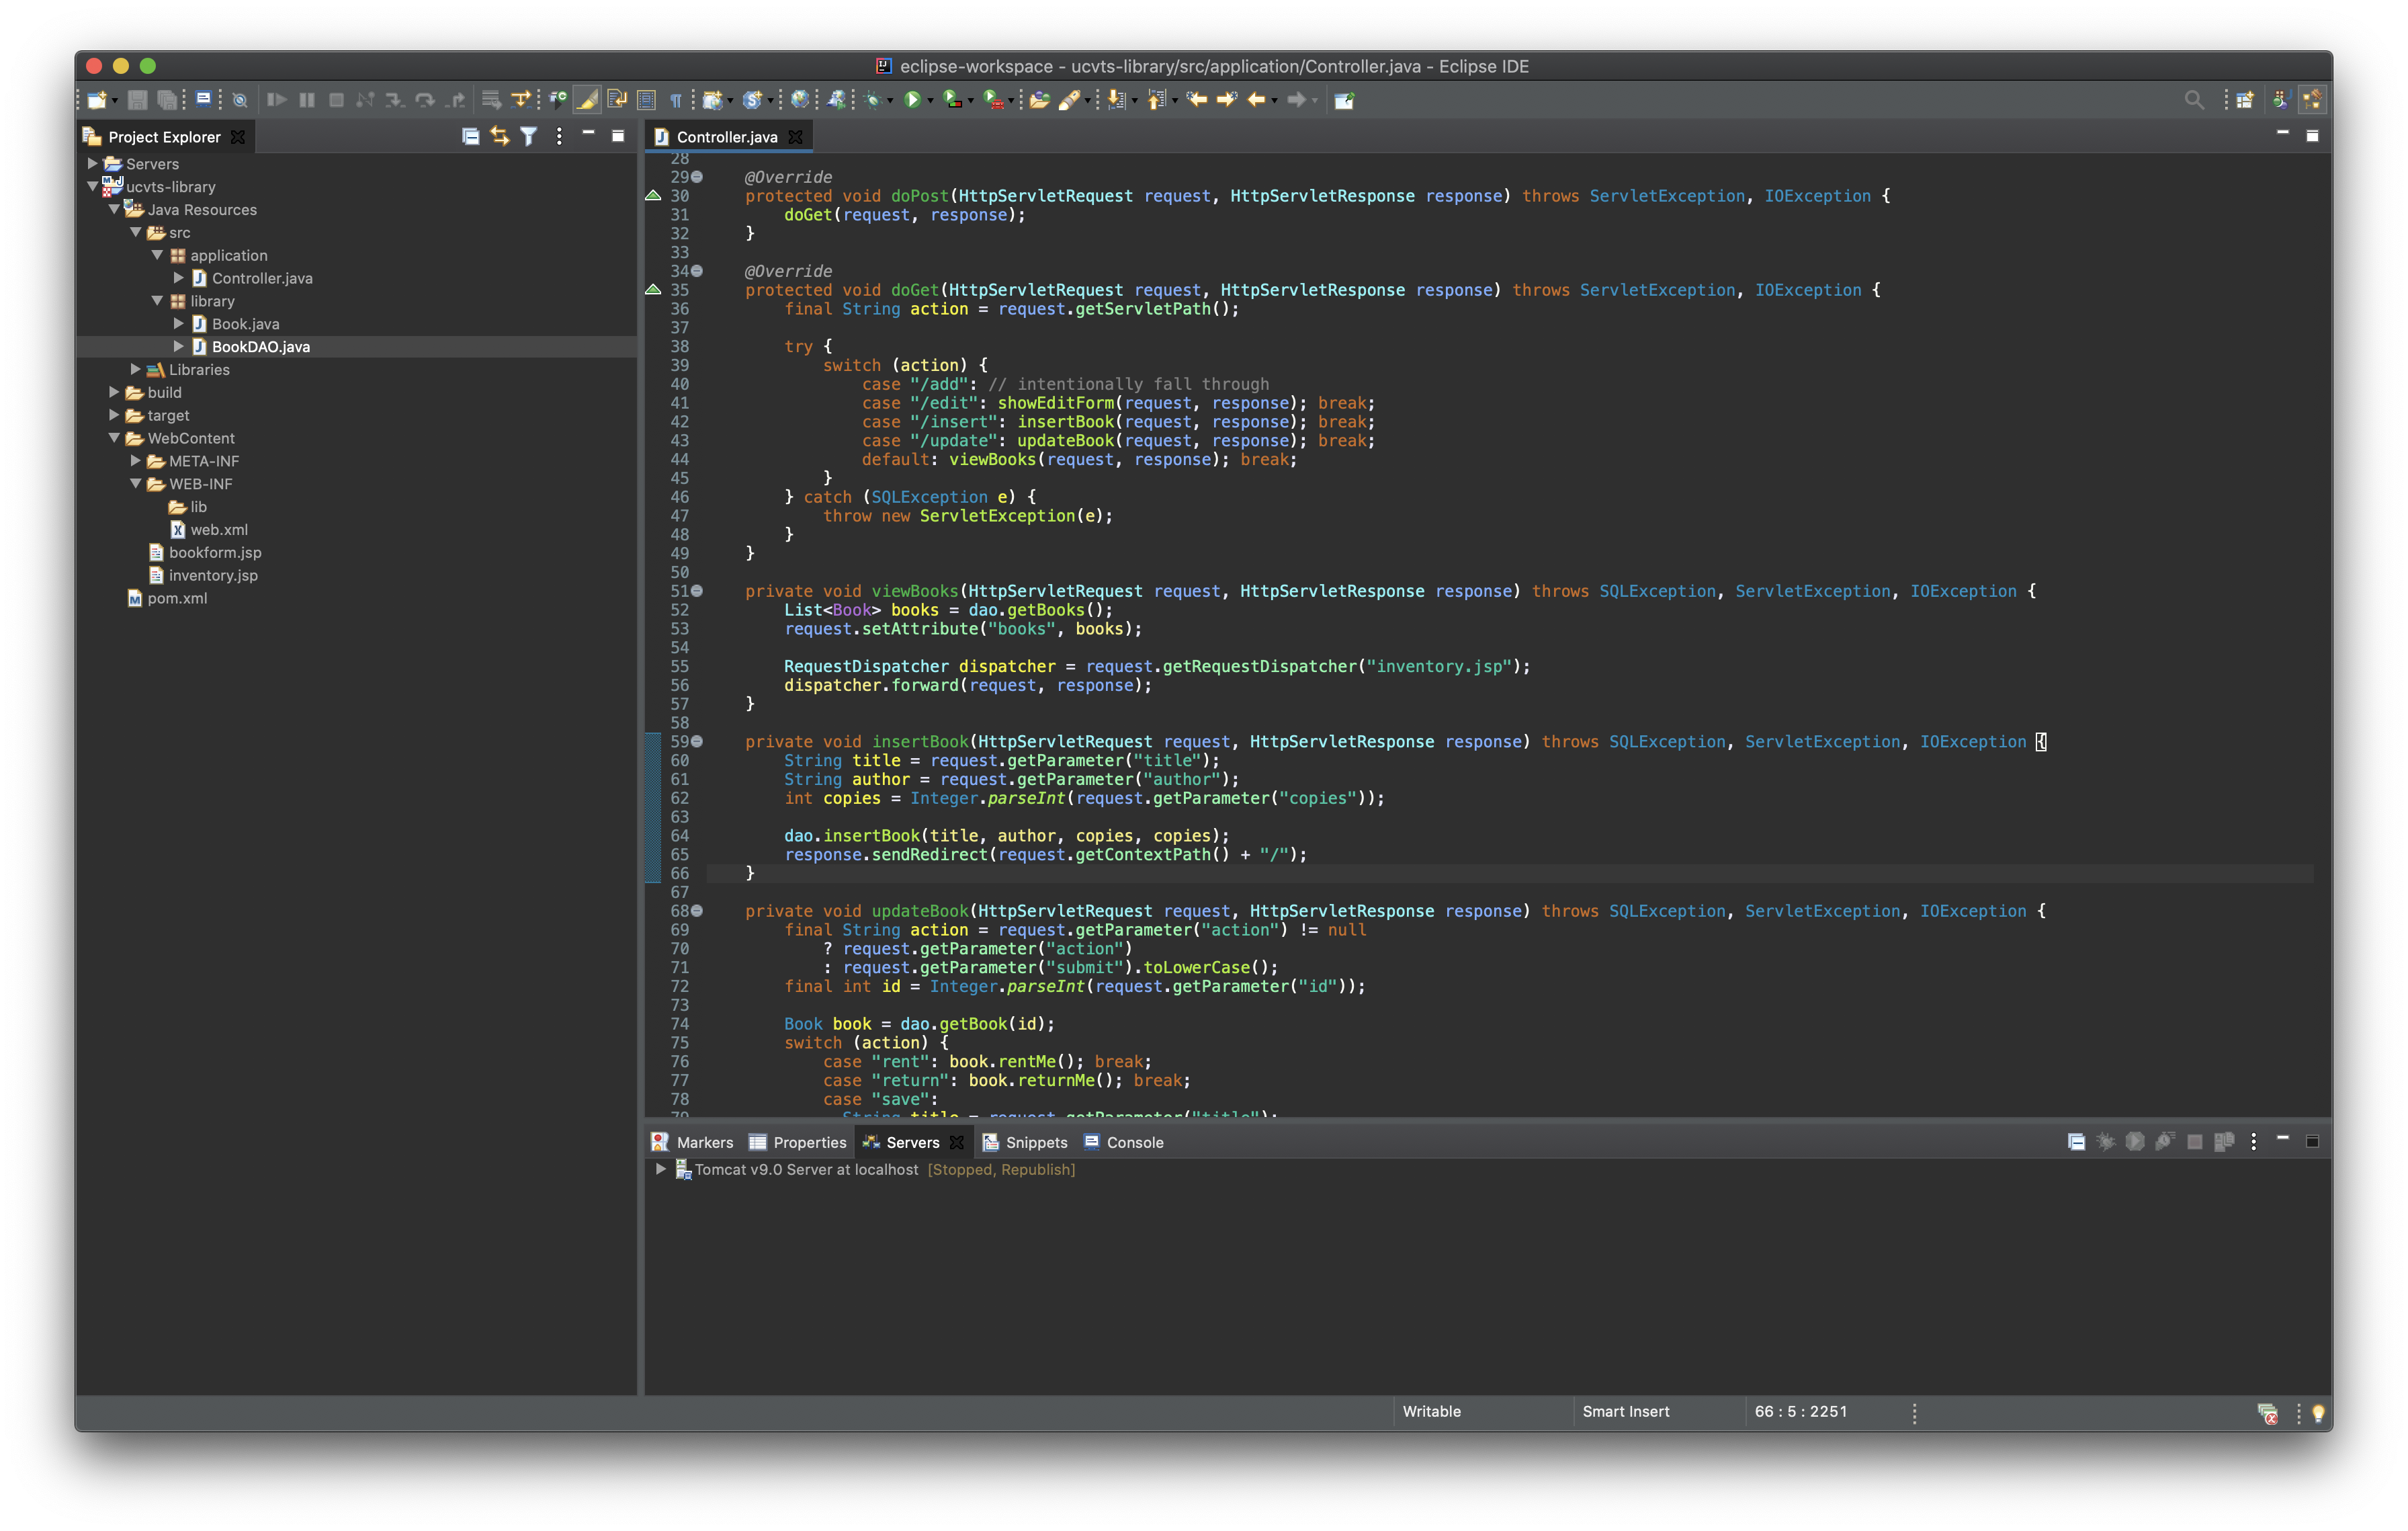 eclipse-workspace - ucvts-library/src/application/Controller.java - Eclipse IDE
Project Explorer
Servers
ucvts-library
Java Resources
src
application
Controller.java
library
Book.java
BookDAO.java
Libraries
build
target
WebContent
META-INF
WEB-INF
lib
web.xml
bookform.jsp
inventory.jsp
pom.xml
Controller.java
28
29 @Override
30 protected void doPost(HttpServletRequest request, HttpServletResponse response) throws ServletException, IOException {
31 doGet(request, response);
32 }
33
34 @Override
35 protected void doGet(HttpServletRequest request, HttpServletResponse response) throws ServletException, IOException {
36 final String action = request.getServletPath();
37
38 try {
39 switch (action) {
40 case "/add": // intentionally fall through
41 case "/edit": showEditForm(request, response); break;
42 case "/insert": insertBook(request, response); break;
43 case "/update": updateBook(request, response); break;
44 default: viewBooks(request, response); break;
45 }
46 } catch (SQLException e) {
47 throw new ServletException(e);
48 }
49 }
50
51 private void viewBooks(HttpServletRequest request, HttpServletResponse response) throws SQLException, ServletException, IOException {
52 List<Book> books = dao.getBooks();
53 request.setAttribute("books", books);
54
55 RequestDispatcher dispatcher = request.getRequestDispatcher("inventory.jsp");
56 dispatcher.forward(request, response);
57 }
58
59 private void insertBook(HttpServletRequest request, HttpServletResponse response) throws SQLException, ServletException, IOException {
60 String title = request.getParameter("title");
61 String author = request.getParameter("author");
62 int copies = Integer.parseInt(request.getParameter("copies"));
63
64 dao.insertBook(title, author, copies, copies);
65 response.sendRedirect(request.getContextPath() + "/");
66 }
67
68 private void updateBook(HttpServletRequest request, HttpServletResponse response) throws SQLException, ServletException, IOException {
69 final String action = request.getParameter("action") != null
70 ? request.getParameter("action")
71 : request.getParameter("submit").toLowerCase();
72 final int id = Integer.parseInt(request.getParameter("id"));
73
74 Book book = dao.getBook(id);
75 switch (action) {
76 case "rent": book.rentMe(); break;
77 case "return": book.returnMe(); break;
78 case "save":
79 String title = request.getParameter("title");
Markers Properties Servers Snippets Console
Tomcat v9.0 Server at localhost [Stopped, Republish]
Writable Smart Insert 66 : 5 : 2251